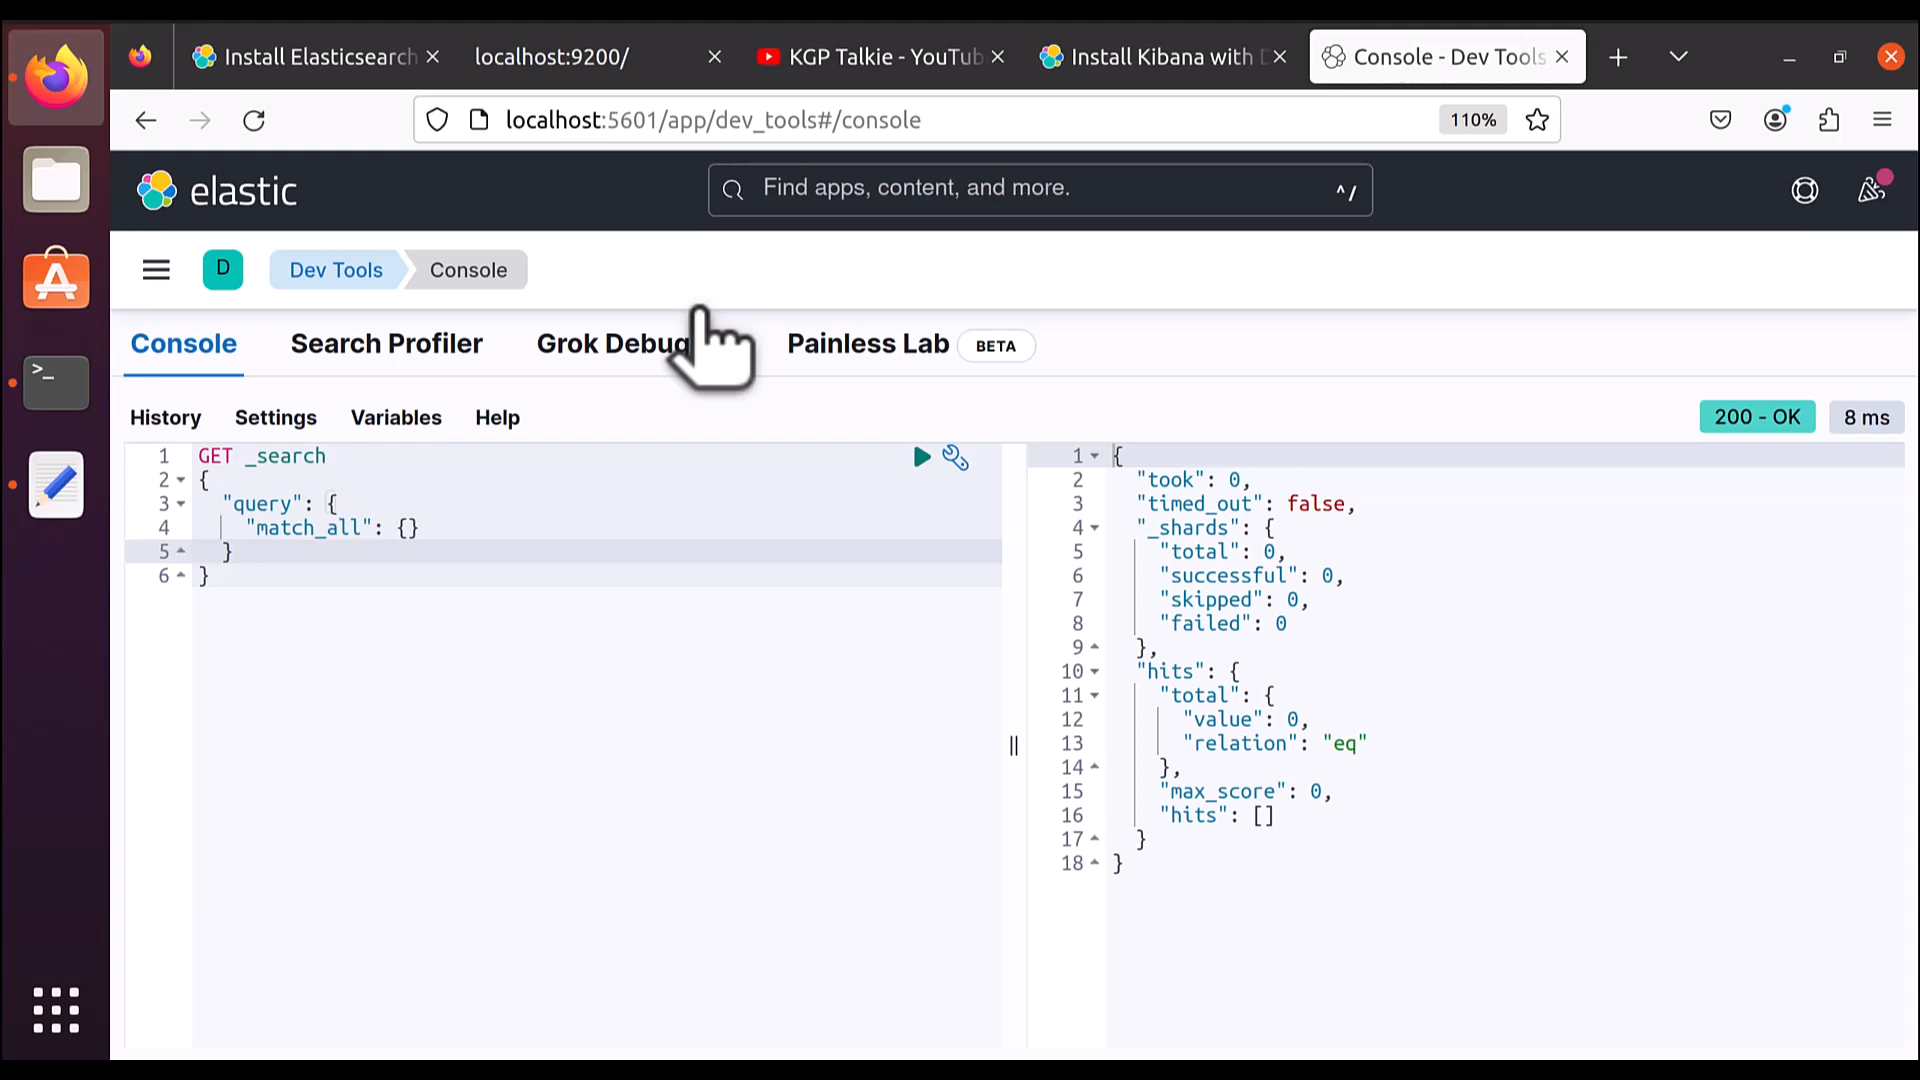 Install Elasticsearch
localhost:9200/
KGP Talkie - YouTub
Install Kibana with D
Console - Dev Tools
localhost:5601/app/dev_tools#/console
110%
elastic
Find apps, content, and more.
^ /
D
Dev Tools
Console
Console
Search Profiler
Grok Debug
Painless Lab
BETA
History
Settings
Variables
Help
200 - OK
8 ms
1 GET _search
2 {
3 "query": {
4 "match_all": {}
5 }
6 }
1 {
2 "took": 0,
3 "timed_out": false,
4 "_shards": {
5 "total": 0,
6 "successful": 0,
7 "skipped": 0,
8 "failed": 0
9 },
10 "hits": {
11 "total": {
12 "value": 0,
13 "relation": "eq"
14 },
15 "max_score": 0,
16 "hits": []
17 }
18 }